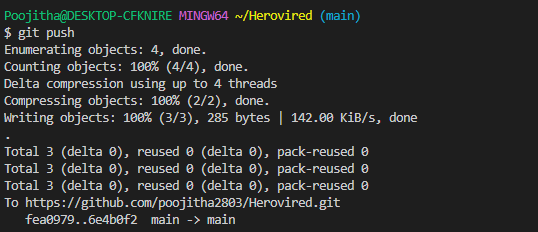 Poojitha@DESKTOP-CFKNIRE MINGW64 ~/Herovired (main)
$ git push
Enumerating objects: 4, done.
Counting objects: 100% (4/4), done.
Delta compression using up to 4 threads
Compressing objects: 100% (2/2), done.
Writing objects: 100% (3/3), 285 bytes | 142.00 KiB/s, done
.
Total 3 (delta 0), reused 0 (delta 0), pack-reused 0
Total 3 (delta 0), reused 0 (delta 0), pack-reused 0
Total 3 (delta 0), reused 0 (delta 0), pack-reused 0
To https://github.com/poojitha2803/Herovired.git
   fea0979..6e4b0f2  main -> main